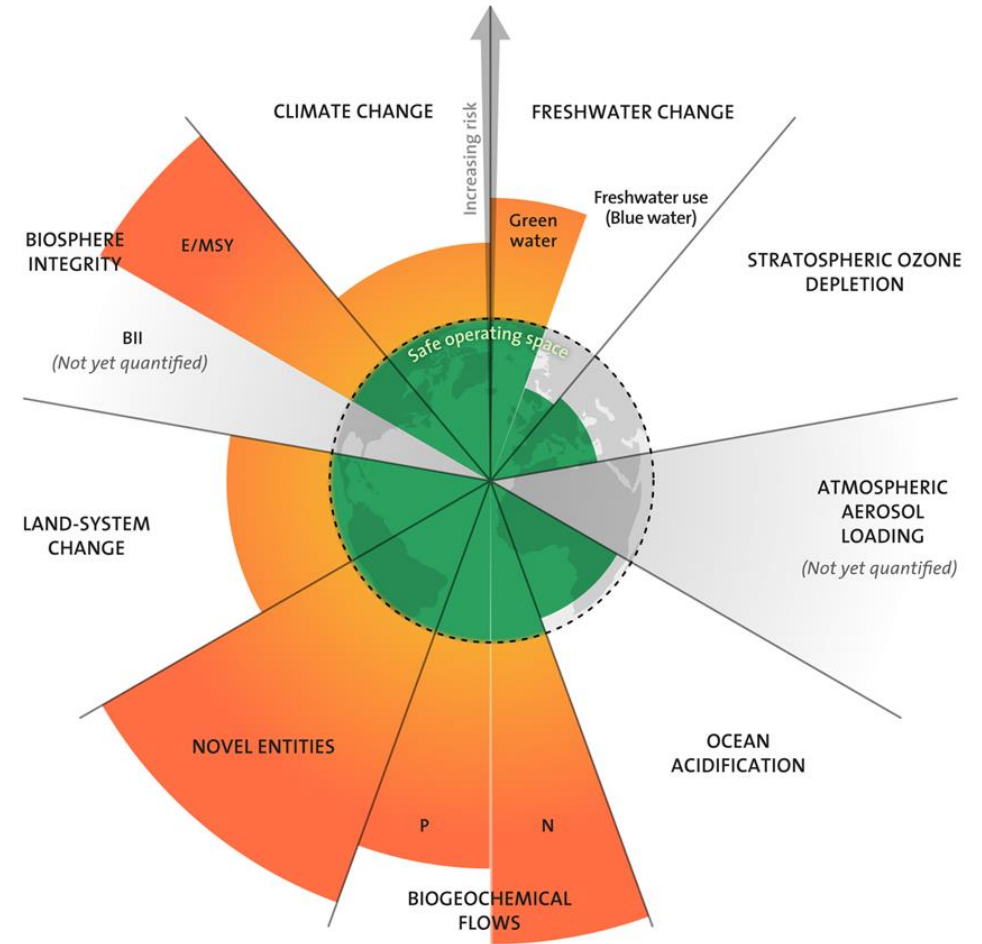 CLIMATE CHANGE
Increasing risk
FRESHWATER CHANGE
Green
water
Freshwater use
(Blue water)
STRATOSPHERIC OZONE
DEPLETION
ATMOSPHERIC
AEROSOL
LOADING
(Not yet quantified)
OCEAN
ACIDIFICATION
N
P
BIOGEOCHEMICAL
FLOWS
NOVEL ENTITIES
LAND-SYSTEM
CHANGE
BII
(Not yet quantified)
BIOSPHERE
INTEGRITY
E/MSY
Safe operating space